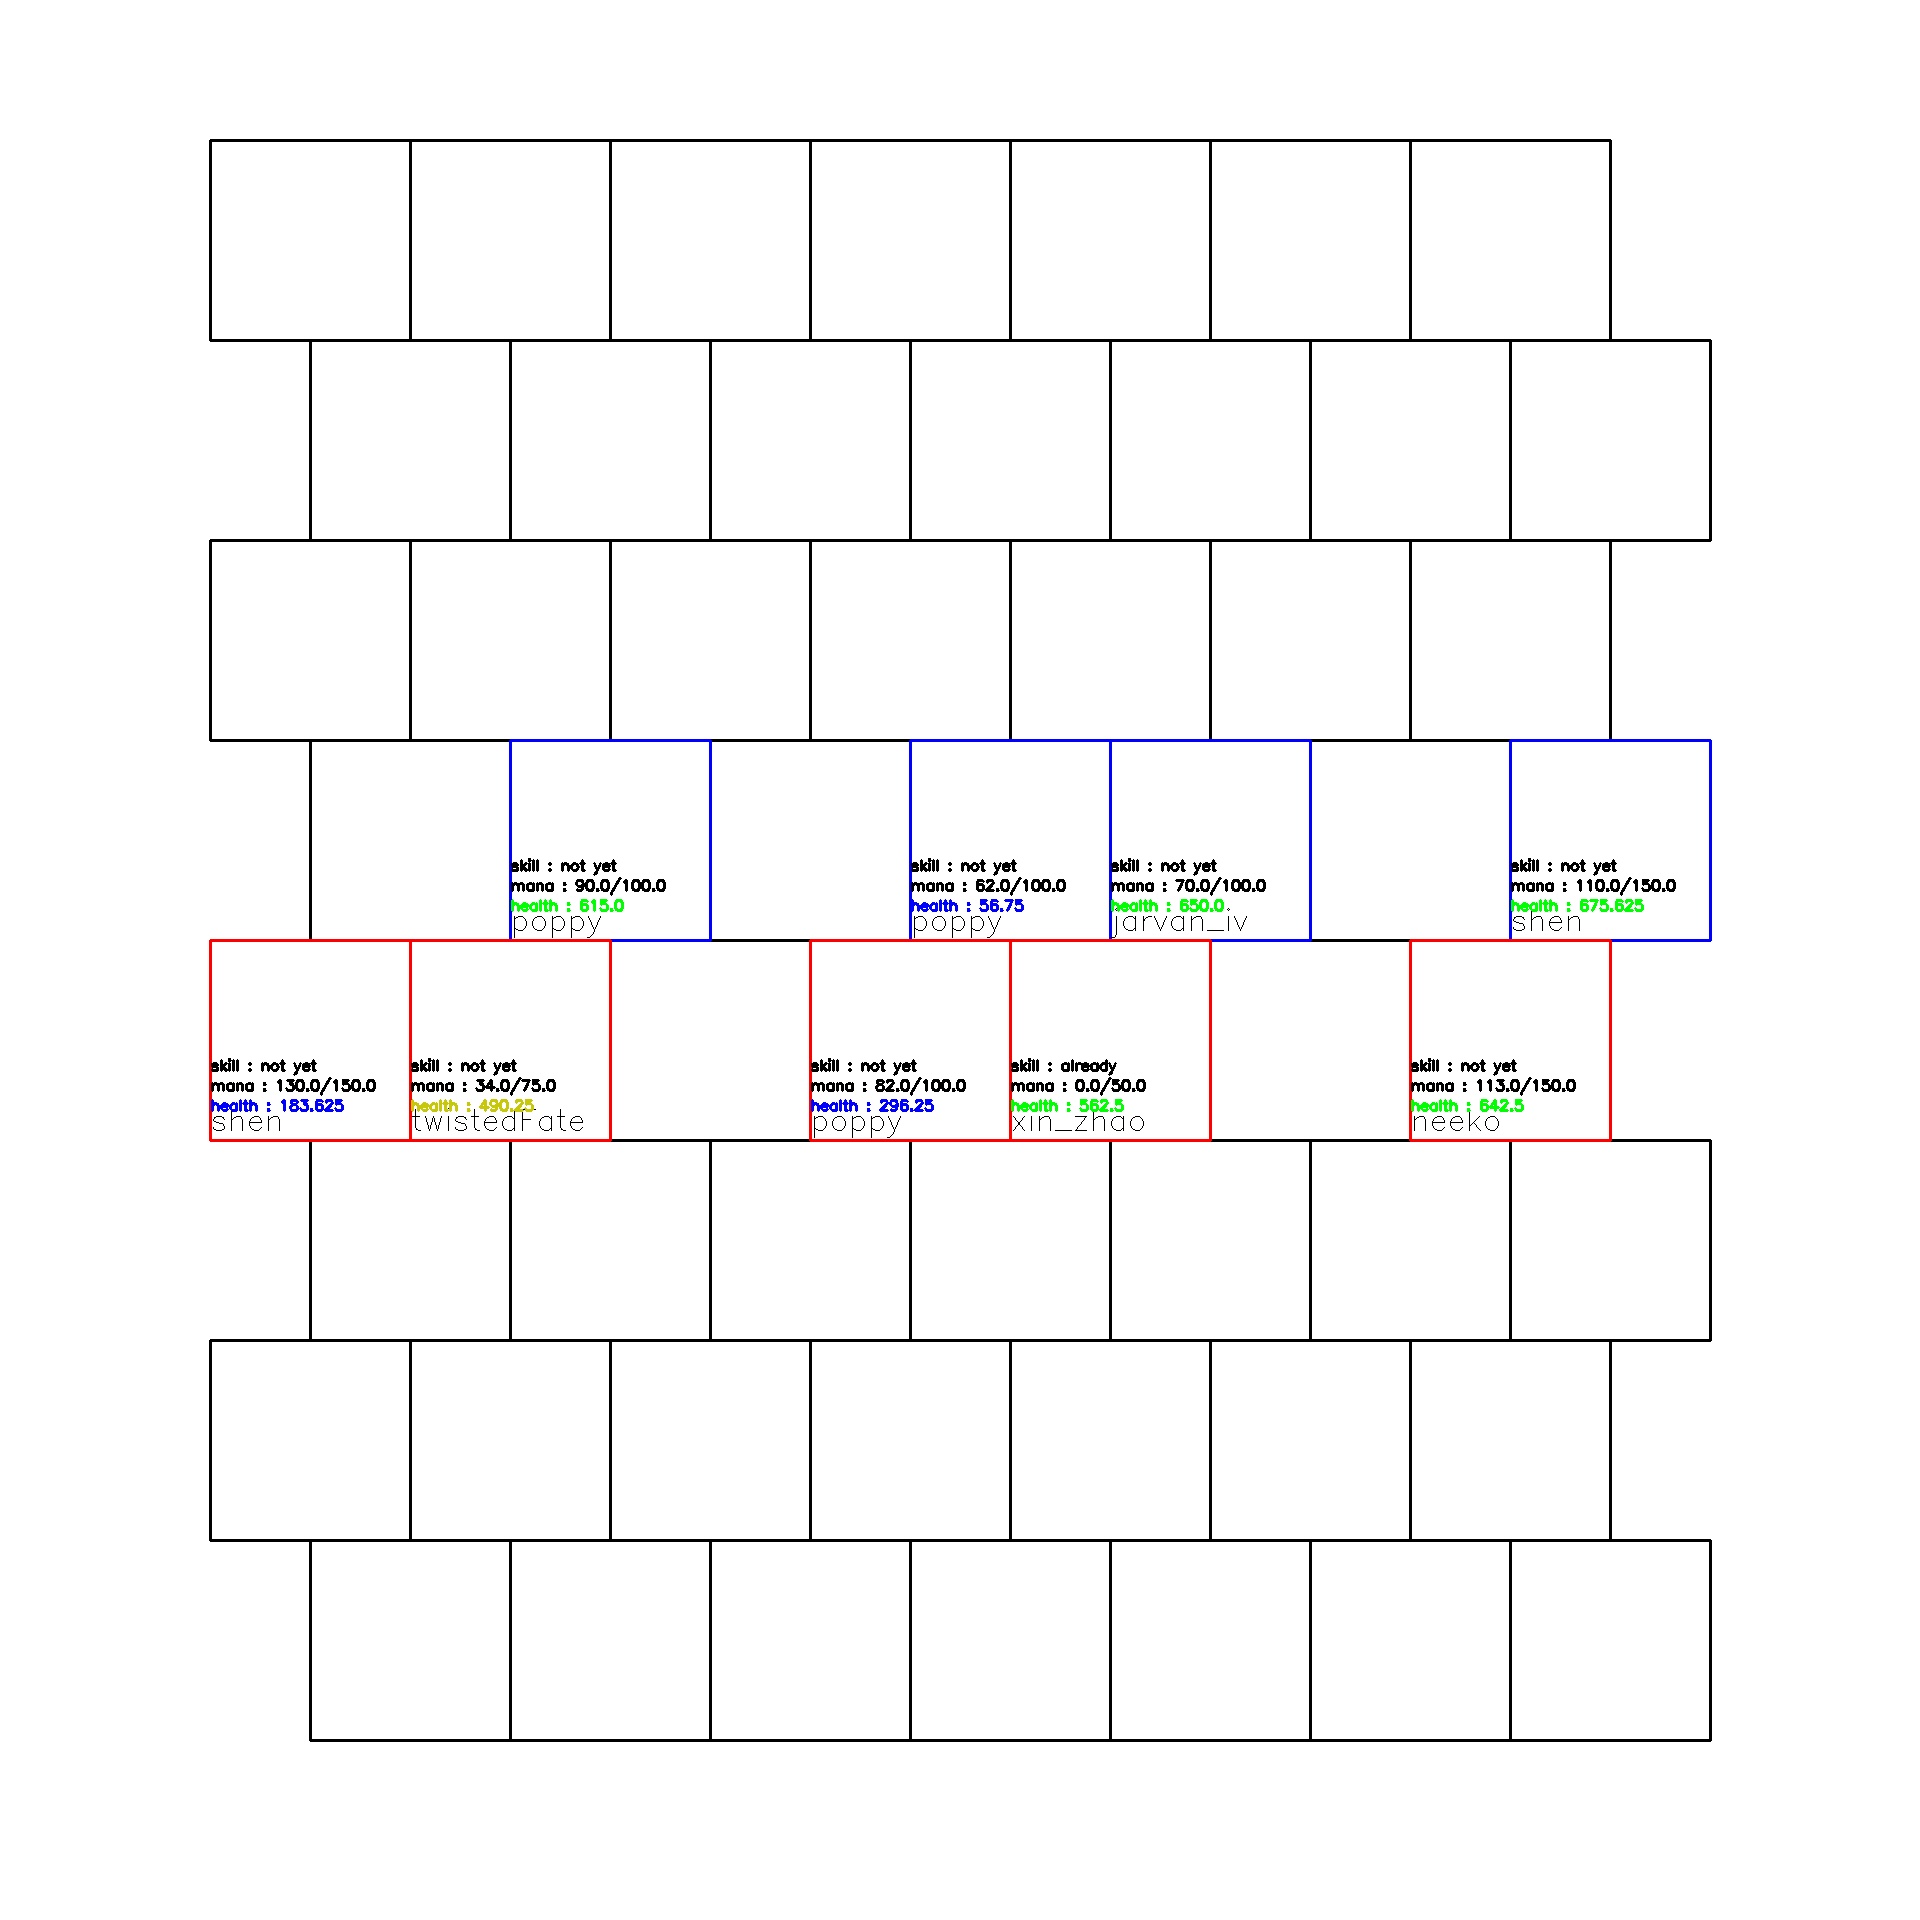 skill : not yet
mana : 90.0/100.0
health : 615.0
poppy
skill : not yet
mana : 62.0/100.0
health : 56.75
poppy
skill : not yet
mana : 70.0/100.0
health : 650.0
jarvan_iv
skill : not yet
mana : 110.0/150.0
health : 675.625
shen
skill : not yet
mana : 130.0/150.0
health : 183.625
shen
skill : not yet
mana : 34.0/75.0
health : 490.25
twistedFate
skill : not yet
mana : 82.0/100.0
health : 296.25
poppy
skill : already
mana : 0.0/50.0
health : 562.5
xin_zhao
skill : not yet
mana : 113.0/150.0
health : 642.5
neeko